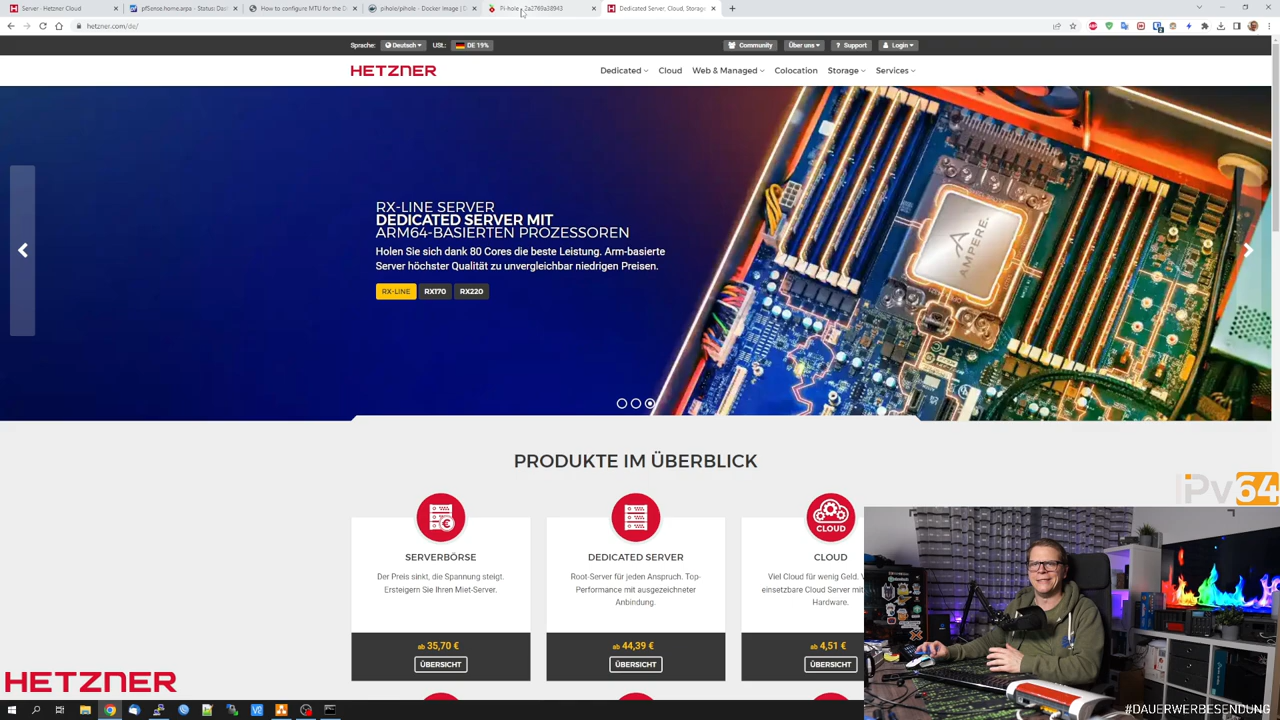 Server · Hetzner Cloud
pfSense.home.arpa - Status: Das
How to configure MTU for the D
pihole/pihole - Docker Image | D
Pi-hole - 2a2769a38943
Dedicated Server, Cloud, Storage
hetzner.com/de/
Sprache: Deutsch USt.: DE 19%
Community Über uns Support Login
HETZNER
Dedicated Cloud Web & Managed Colocation Storage Services
RX-LINE SERVER
DEDICATED SERVER MIT
ARM64-BASIERTEN PROZESSOREN
Holen Sie sich dank 80 Cores die beste Leistung. Arm-basierte
Server höchster Qualität zu unvergleichbar niedrigen Preisen.
RX-LINE RX170 RX220
AMPERE.
PRODUKTE IM ÜBERBLICK
IPv64
CLOUD
SERVERBÖRSE
Der Preis sinkt, die Spannung steigt.
Ersteigern Sie Ihren Miet-Server.
ab 35,70 €
ÜBERSICHT
DEDICATED SERVER
Root-Server für jeden Anspruch. Top-
Performance mit ausgezeichneter
Anbindung.
ab 44,39 €
ÜBERSICHT
CLOUD
Viel Cloud für wenig Geld. V
einsetzbare Cloud Server mit
Hardware.
ab 4,51 €
ÜBERSICHT
HETZNER
#DAUERWERBESENDUNG